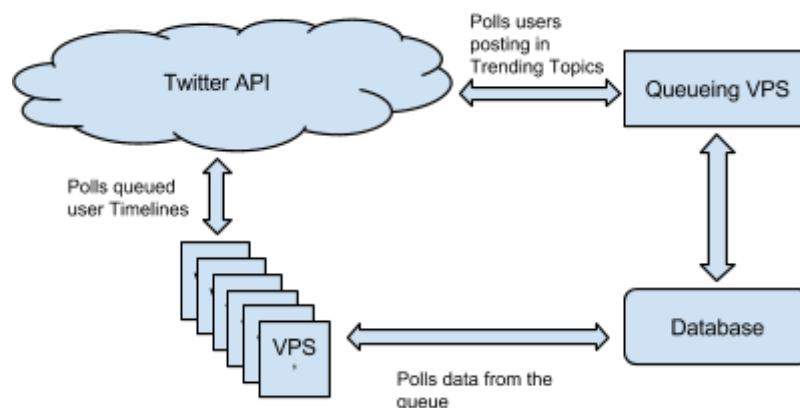 Polls users
posting in
Trending Topics
Twitter API
Queueing VPS
Polls queued
user Timelines
VPS
Database
Polls data from the
queue